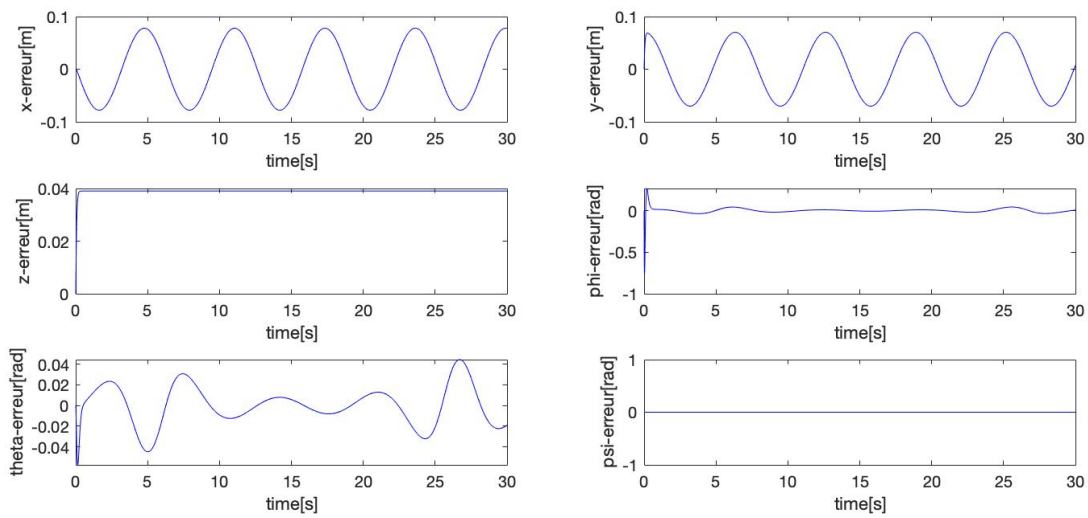 x-erreur[m]
0.1
0
-0.1
0 5 10 15 20 25 30
time[s]
y-erreur[m]
0.1
0
-0.1
0 5 10 15 20 25 30
time[s]
z-erreur[m]
0.04
0.02
0
0 5 10 15 20 25 30
time[s]
phi-erreur[rad]
0
-0.5
-1
0 5 10 15 20 25 30
time[s]
theta-erreur[rad]
0.04
0.02
0
-0.02
-0.04
0 5 10 15 20 25 30
time[s]
psi-erreur[rad]
1
0
-1
0 5 10 15 20 25 30
time[s]